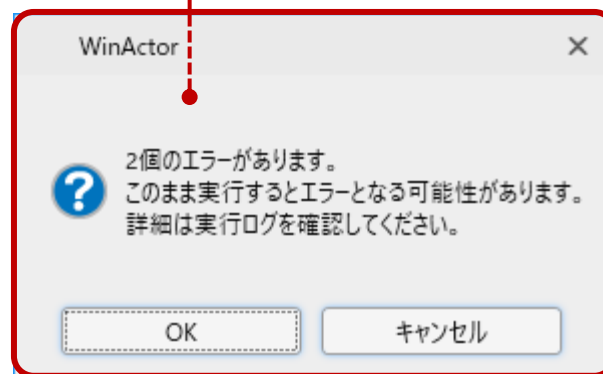 WinActor
2個のエラーがあります。
このまま実行するとエラーとなる可能性があります。
詳細は実行ログを確認してください。
OK
キャンセル